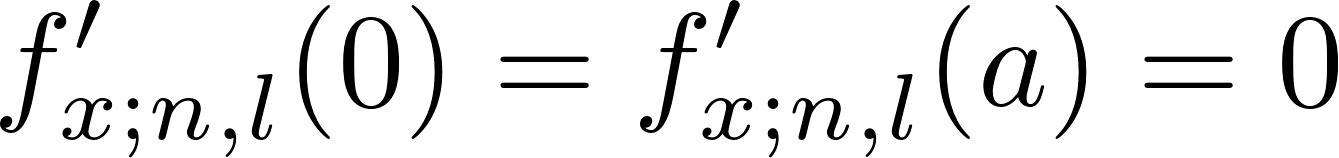 f′_{x;n,l}(0) = f′_{x;n,l}(a) = 0